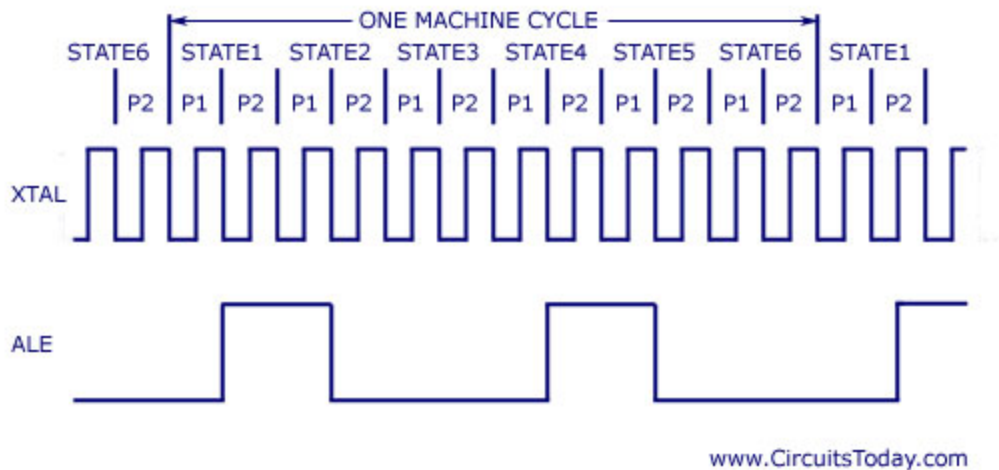 ONE MACHINE CYCLE
STATE6 STATE1 STATE2 STATE3 STATE4 STATE5 STATE6 STATE1
P2 P1 P2 P1 P2 P1 P2 P1 P2 P1 P2 P1 P2 P1 P2
XTAL
ALE
www.CircuitsToday.com